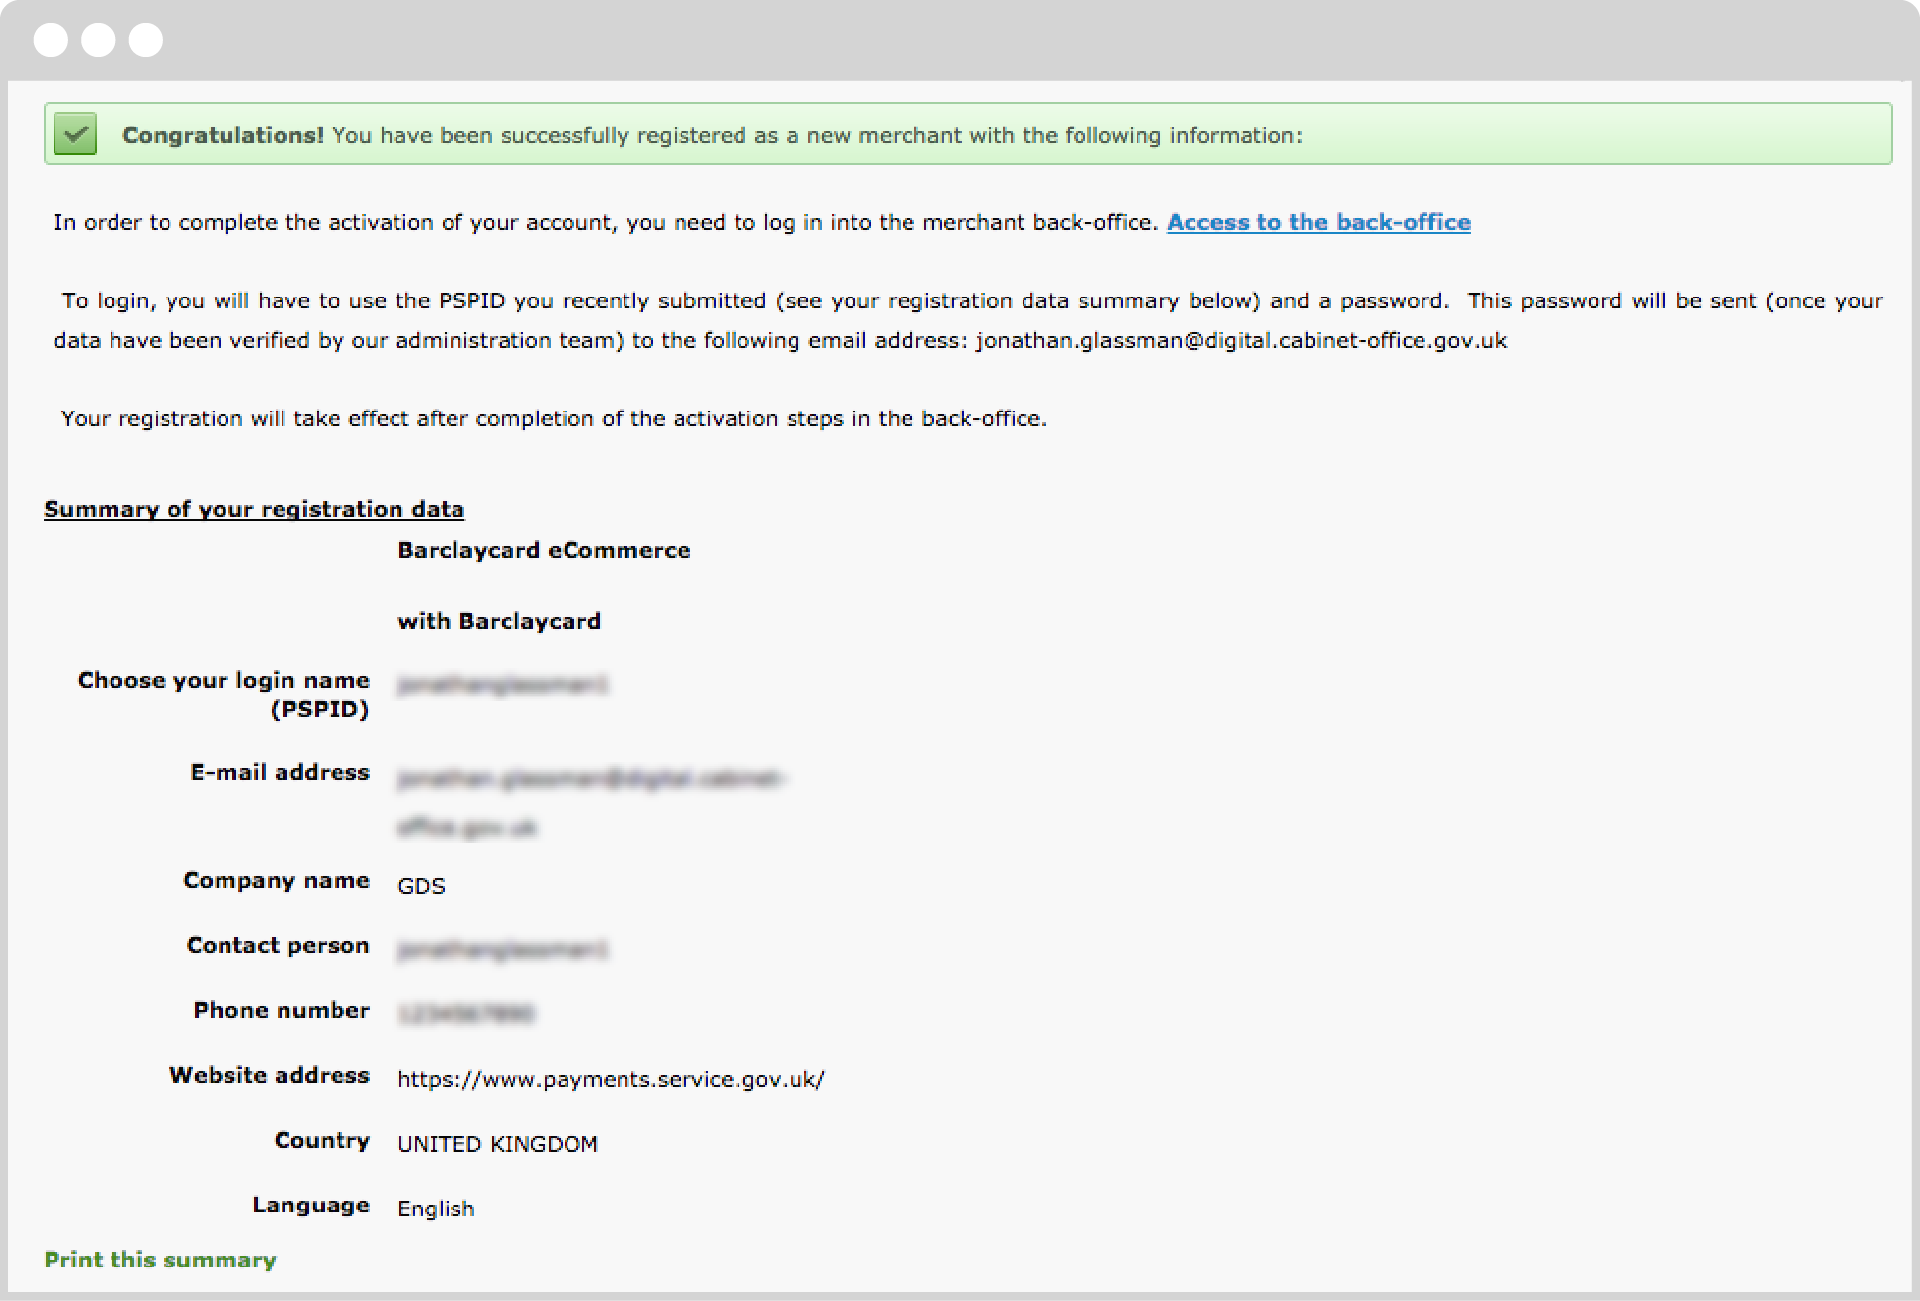 Congratulations! You have been successfully registered as a new merchant with the following information:
In order to complete the activation of your account, you need to log in into the merchant back-office. Access to the back-office
To login, you will have to use the PSPID you recently submitted (see your registration data summary below) and a password. This password will be sent (once your
data have been verified by our administration team) to the following email address: jonathan.glassman@digital.cabinet-office.gov.uk
Your registration will take effect after completion of the activation steps in the back-office.
Summary of your registration data
Barclaycard eCommerce
with Barclaycard
Choose your login name
(PSPID)
E-mail address
Company name GDS
Contact person
Phone number
Website address https://www.payments.service.gov.uk/
Country UNITED KINGDOM
Language English
Print this summary